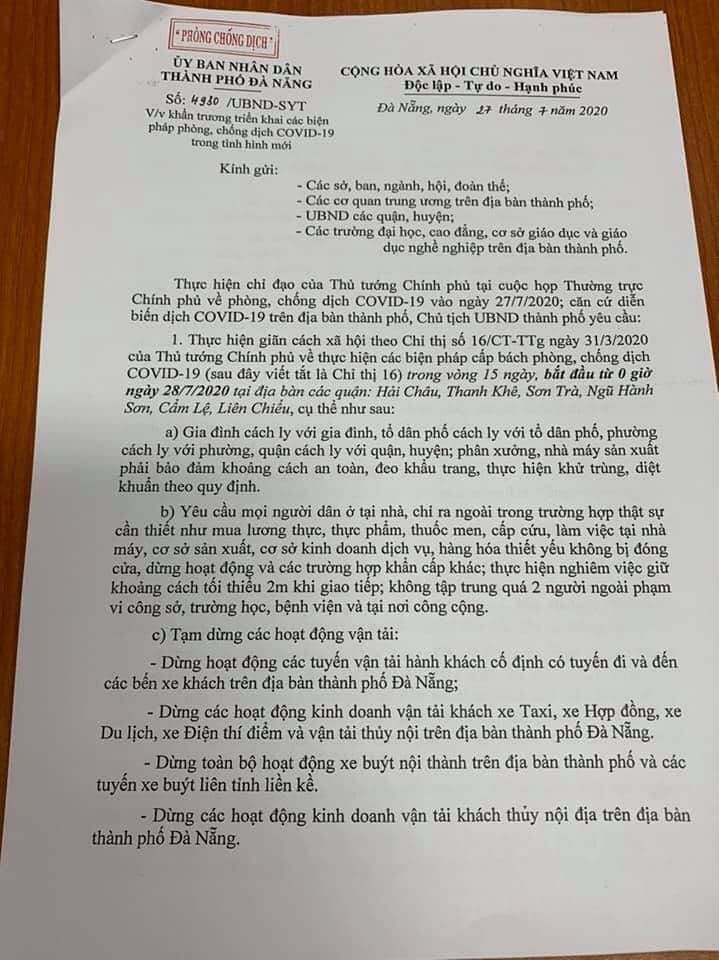 "PHÒNG CHỐNG DỊCH"
ỦY BAN NHÂN DÂN
THÀNH PHỐ ĐÀ NẴNG
CỘNG HÒA XÃ HỘI CHỦ NGHĨA VIỆT NAM
Độc lập - Tự do - Hạnh phúc
Số: 4980 /UBND-SYT
Đà Nẵng, ngày 27 tháng 7 năm 2020
V/v khẩn trương triển khai các biện
pháp phòng, chống dịch COVID-19
trong tình hình mới
Kính gửi:
- Các sở, ban, ngành, hội, đoàn thể;
- Các cơ quan trung ương trên địa bàn thành phố;
- UBND các quận, huyện;
- Các trường đại học, cao đẳng, cơ sở giáo dục và giáo
dục nghề nghiệp trên địa bàn thành phố.
Thực hiện chỉ đạo của Thủ tướng Chính phủ tại cuộc họp Thường trực
Chính phủ về phòng, chống dịch COVID-19 vào ngày 27/7/2020; căn cứ diễn
biến dịch COVID-19 trên địa bàn thành phố, Chủ tịch UBND thành phố yêu cầu:
1. Thực hiện giãn cách xã hội theo Chỉ thị số 16/CT-TTg ngày 31/3/2020
của Thủ tướng Chính phủ về thực hiện các biện pháp cấp bách phòng, chống dịch
COVID-19 (sau đây viết tắt là Chỉ thị 16) trong vòng 15 ngày, bắt đầu từ 0 giờ
ngày 28/7/2020 tại địa bàn các quận: Hải Châu, Thanh Khê, Sơn Trà, Ngũ Hành
Sơn, Cẩm Lệ, Liên Chiểu, cụ thể như sau:
a) Gia đình cách ly với gia đình, tổ dân phố cách ly với tổ dân phố, phường
cách ly với phường, quận cách ly với quận, huyện; phân xưởng, nhà máy sản xuất
phải bảo đảm khoảng cách an toàn, đeo khẩu trang, thực hiện khử trùng, diệt
khuẩn theo quy định.
b) Yêu cầu mọi người dân ở tại nhà, chỉ ra ngoài trong trường hợp thật sự
cần thiết như mua lương thực, thực phẩm, thuốc men, cấp cứu, làm việc tại nhà
máy, cơ sở sản xuất, cơ sở kinh doanh dịch vụ, hàng hóa thiết yếu không bị đóng
cửa, dừng hoạt động và các trường hợp khẩn cấp khác; thực hiện nghiêm việc giữ
khoảng cách tối thiểu 2m khi giao tiếp; không tập trung quá 2 người ngoài phạm
vi công sở, trường học, bệnh viện và tại nơi công cộng.
c) Tạm dừng các hoạt động vận tải:
- Dừng hoạt động các tuyến vận tải hành khách cố định có tuyến đi và đến
các bến xe khách trên địa bàn thành phố Đà Nẵng;
- Dừng các hoạt động kinh doanh vận tải khách xe Taxi, xe Hợp đồng, xe
Du lịch, xe Điện thí điểm và vận tải thủy nội trên địa bàn thành phố Đà Nẵng.
- Dừng toàn bộ hoạt động xe buýt nội thành trên địa bàn thành phố và các
tuyến xe buýt liên tỉnh liền kề.
- Dừng các hoạt động kinh doanh vận tải khách thủy nội địa trên địa bàn
thành phố Đà Nẵng.